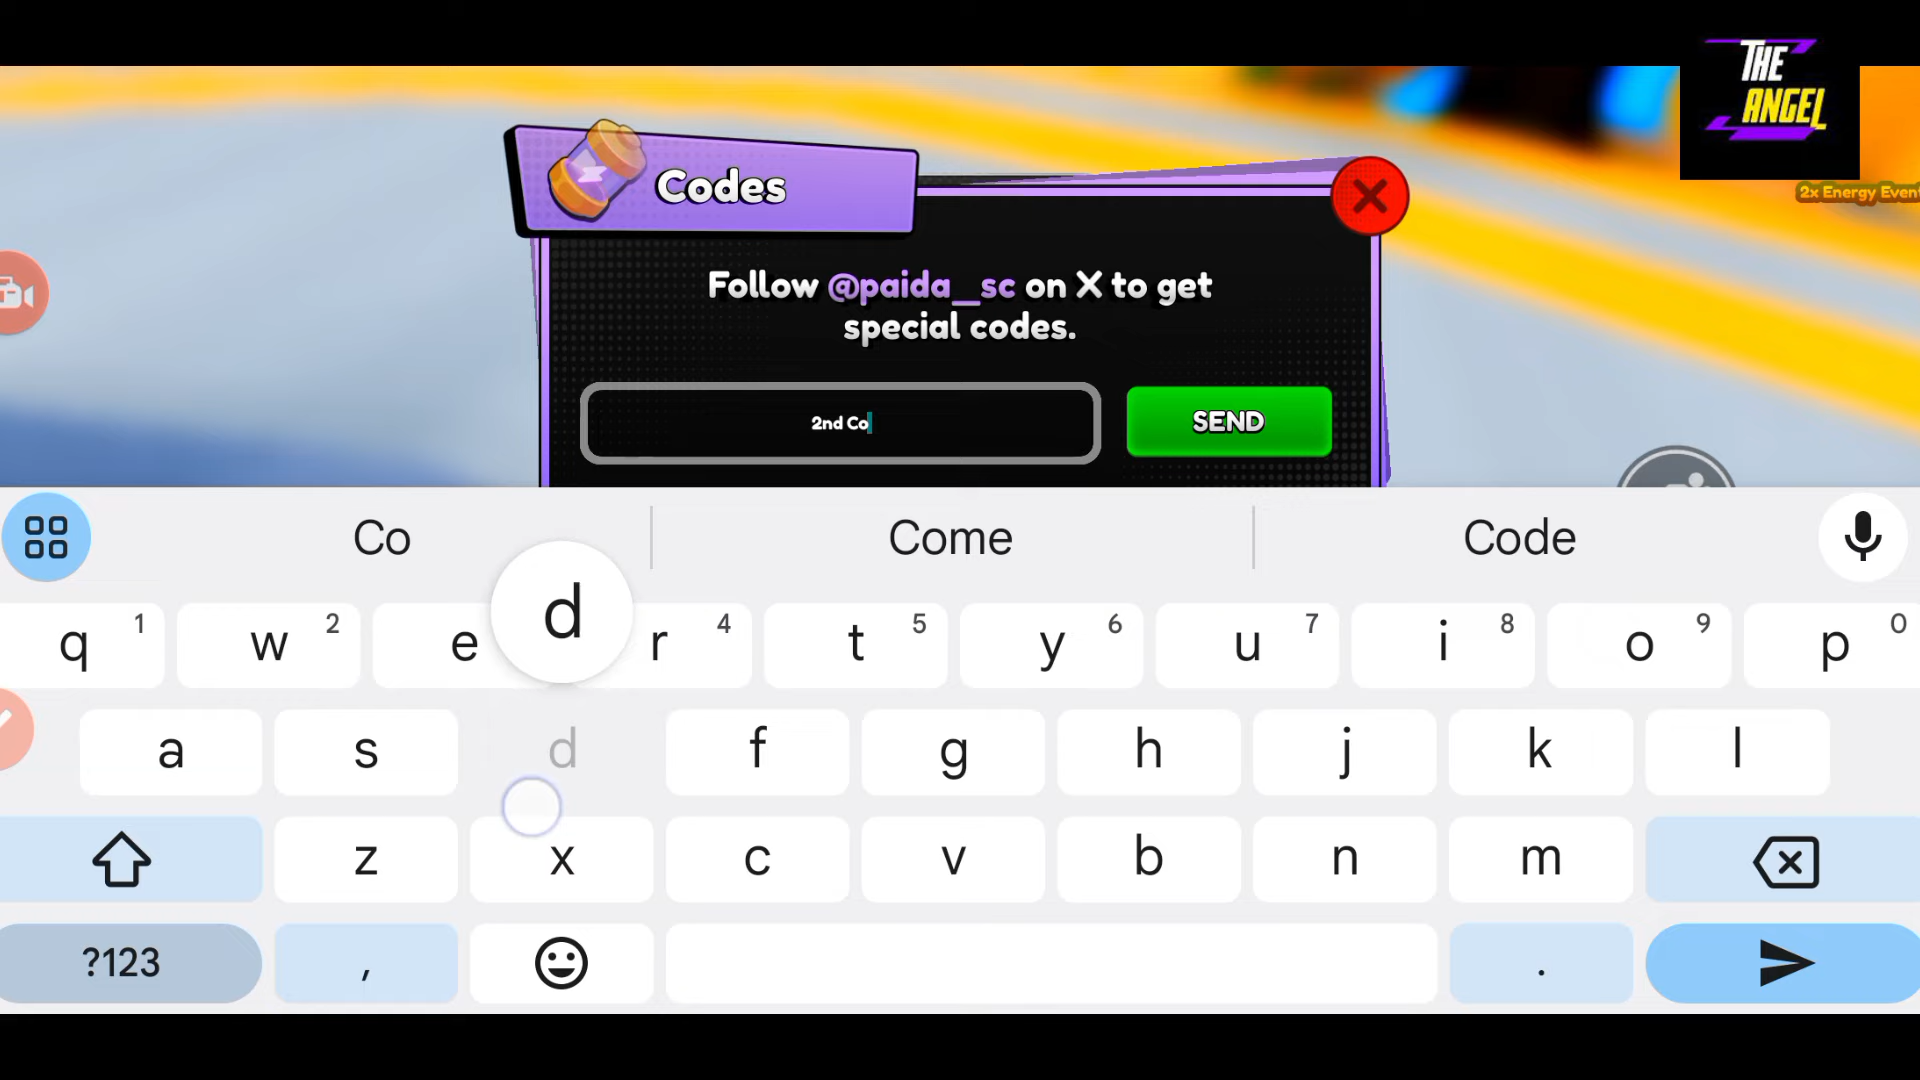 THE
ANGEL
Codes
2x Energy Event
Follow @paida_sc on X to get
special codes.
2nd Co
SEND
Co
Come
Code
d
q 1 w 2 e r 4 t 5 y 6 u 7 i 8 o 9 p 0
a s d f g h j k l
z x c v b n m
?123 , .